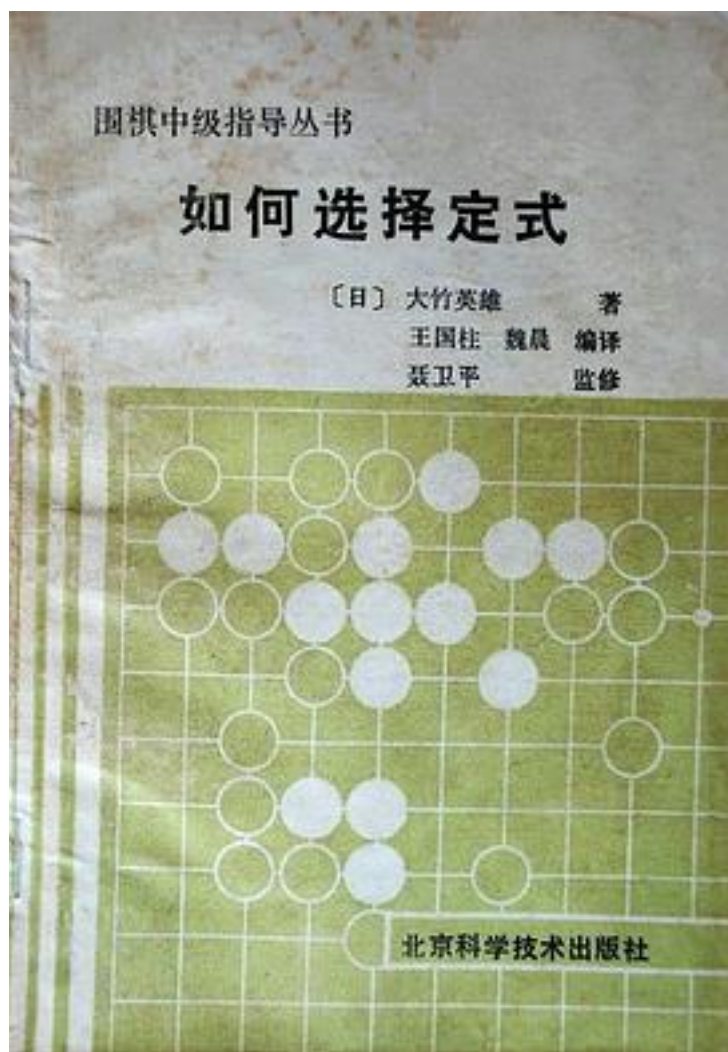 围棋中级指导丛书
如何选择定式
〔日〕大竹英雄 著
王国柱 魏晨 编译
聂卫平 监修
北京科学技术出版社